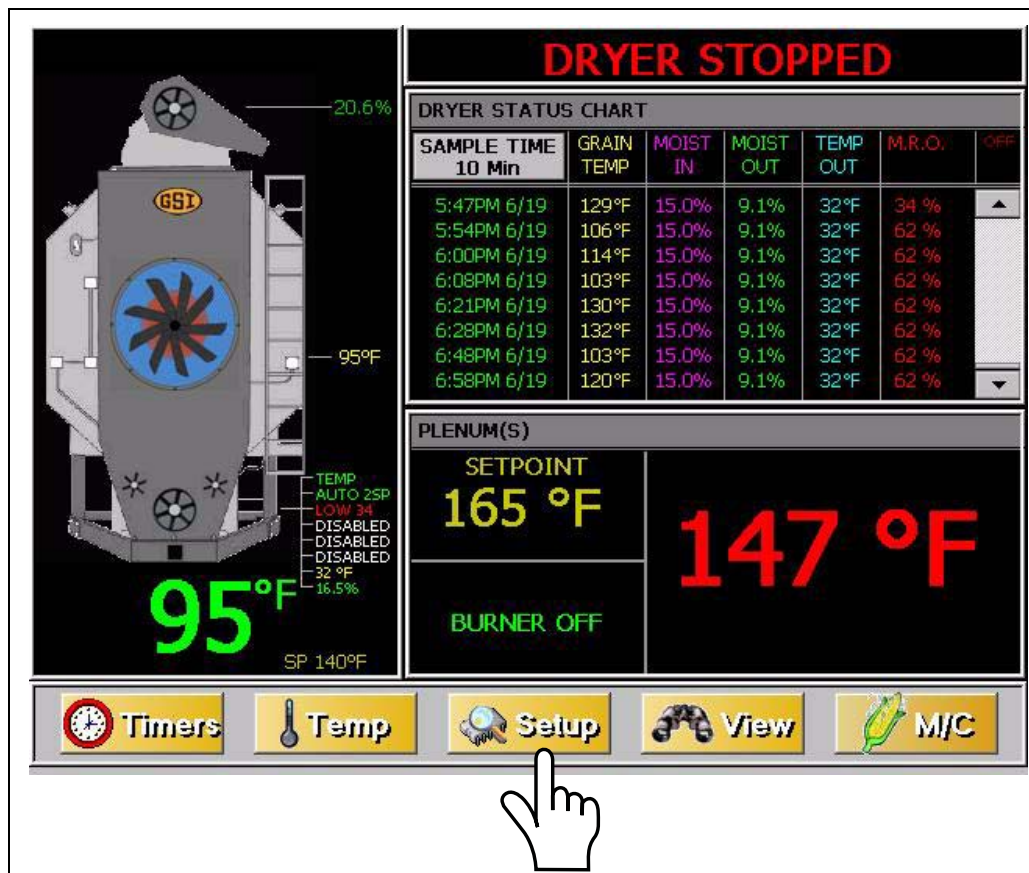 DRYER STOPPED
20.6%
GSI
95°F
TEMP
AUTO 2SP
LOW 34
DISABLED
DISABLED
DISABLED
32 °F
16.5%
95°F
SP 140°F
DRYER STATUS CHART
SAMPLE TIME 10 Min GRAIN TEMP MOIST IN MOIST OUT TEMP OUT M.R.O. OFF
5:47PM 6/19 129°F 15.0% 9.1% 32°F 34 %
5:54PM 6/19 106°F 15.0% 9.1% 32°F 62 %
6:00PM 6/19 114°F 15.0% 9.1% 32°F 62 %
6:08PM 6/19 103°F 15.0% 9.1% 32°F 62 %
6:21PM 6/19 130°F 15.0% 9.1% 32°F 62 %
6:28PM 6/19 132°F 15.0% 9.1% 32°F 62 %
6:48PM 6/19 103°F 15.0% 9.1% 32°F 62 %
6:58PM 6/19 120°F 15.0% 9.1% 32°F 62 %
PLENUM(S)
SETPOINT
165 °F
147 °F
BURNER OFF
Timers Temp Setup View M/C